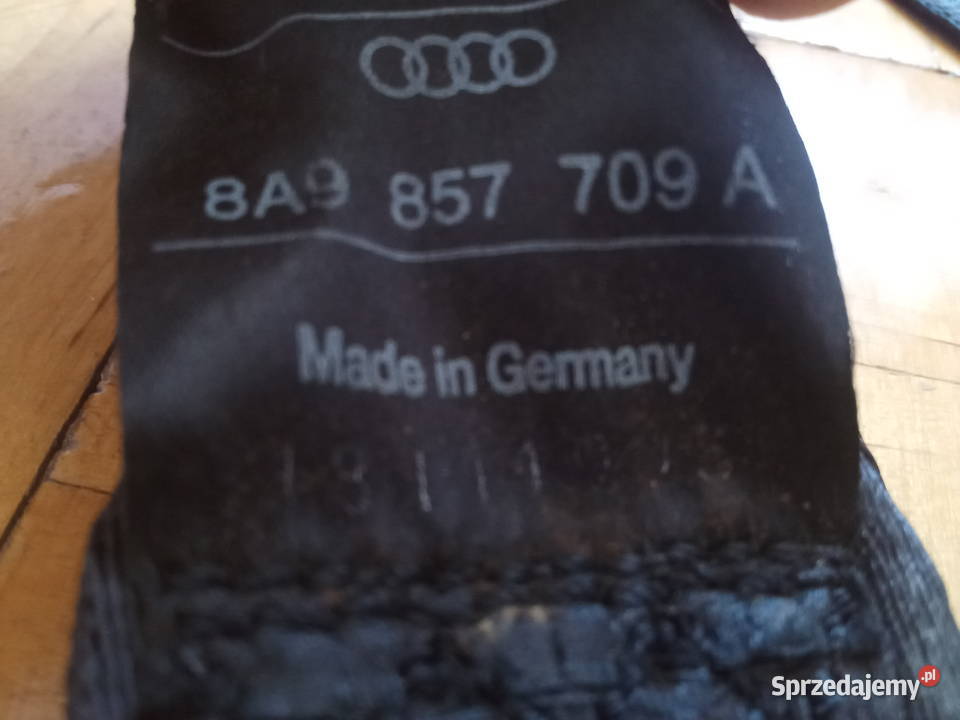 8A9 857 709 A
Made in Germany
Sprzedajemy.pl